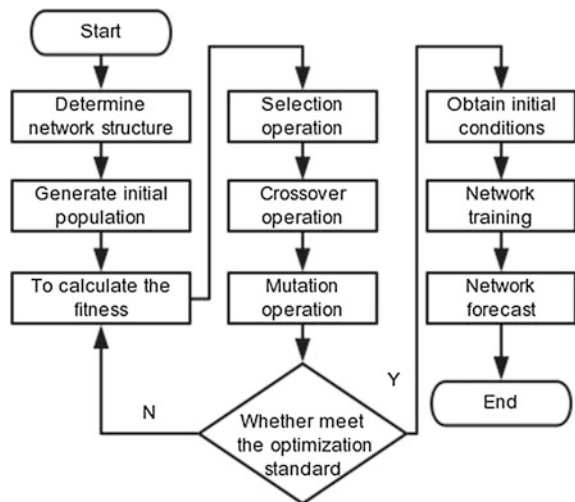 Start
Determine
network structure
Generate initial
population
To calculate the
fitness
Selection
operation
Crossover
operation
Mutation
operation
Whether meet
the optimization
standard
N
Y
Obtain initial
conditions
Network
training
Network
forecast
End